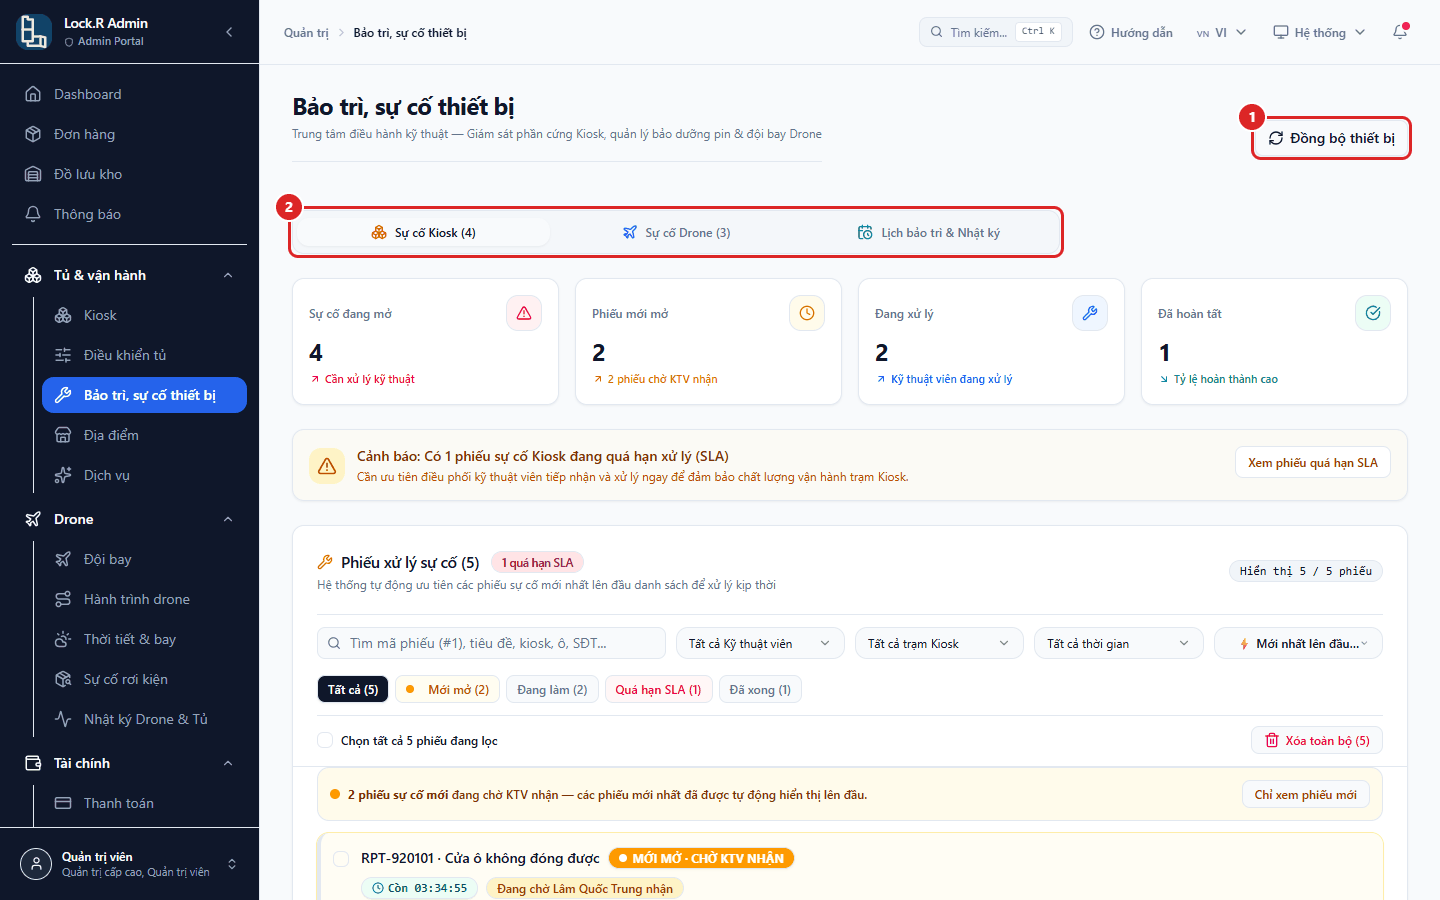 Lock.R Admin
Admin Portal
Dashboard
Đơn hàng
Đồ lưu kho
Thông báo
Tủ & vận hành
Kiosk
Điều khiển tủ
Bảo trì, sự cố thiết bị
Địa điểm
Dịch vụ
Drone
Đội bay
Hành trình drone
Thời tiết & bay
Sự cố rơi kiện
Nhật ký Drone & Tủ
Tài chính
Thanh toán
Quản trị viên
Quản trị cấp cao, Quản trị viên
Quản trị > Bảo trì, sự cố thiết bị
Tìm kiếm... Ctrl K
Hướng dẫn
VN VI
Hệ thống
Bảo trì, sự cố thiết bị
Trung tâm điều hành kỹ thuật — Giám sát phần cứng Kiosk, quản lý bảo dưỡng pin & đội bay Drone
1
Đồng bộ thiết bị
2
Sự cố Kiosk (4)
Sự cố Drone (3)
Lịch bảo trì & Nhật ký
Sự cố đang mở
4
Cần xử lý kỹ thuật
Phiếu mới mở
2
2 phiếu chờ KTV nhận
Đang xử lý
2
Kỹ thuật viên đang xử lý
Đã hoàn tất
1
Tỷ lệ hoàn thành cao
Cảnh báo: Có 1 phiếu sự cố Kiosk đang quá hạn xử lý (SLA)
Cần ưu tiên điều phối kỹ thuật viên tiếp nhận và xử lý ngay để đảm bảo chất lượng vận hành trạm Kiosk.
Xem phiếu quá hạn SLA
Phiếu xử lý sự cố (5) 1 quá hạn SLA
Hệ thống tự động ưu tiên các phiếu sự cố mới nhất lên đầu danh sách để xử lý kịp thời
Hiển thị 5 / 5 phiếu
Tìm mã phiếu (#1), tiêu đề, kiosk, ô, SĐT...
Tất cả Kỹ thuật viên
Tất cả trạm Kiosk
Tất cả thời gian
Mới nhất lên đầu...
Tất cả (5)
Mới mở (2)
Đang làm (2)
Quá hạn SLA (1)
Đã xong (1)
Chọn tất cả 5 phiếu đang lọc
Xóa toàn bộ (5)
2 phiếu sự cố mới đang chờ KTV nhận — các phiếu mới nhất đã được tự động hiển thị lên đầu.
Chỉ xem phiếu mới
RPT-920101 · Cửa ô không đóng được
MỚI MỞ · CHỜ KTV NHẬN
Còn 03:34:55
Đang chờ Lâm Quốc Trung nhận